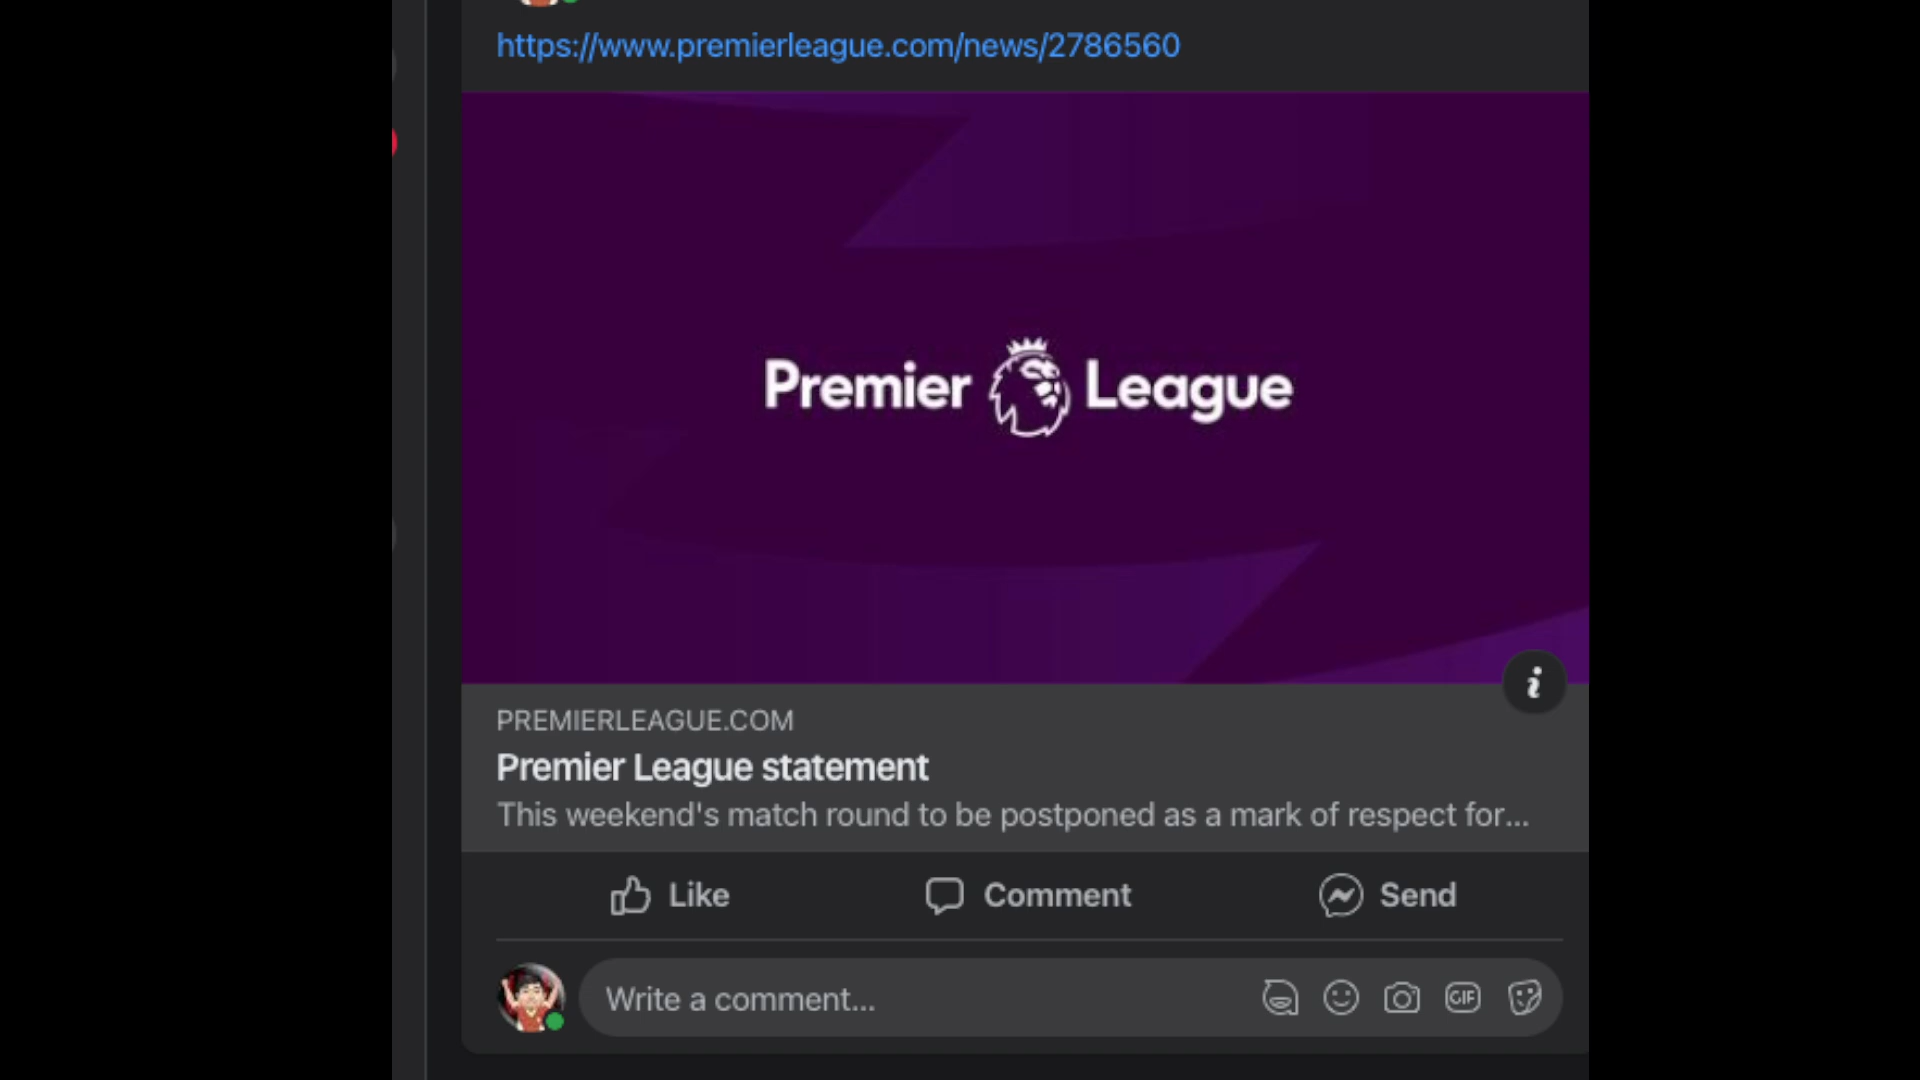 https://www.premierleague.com/news/2786560
Premier League
PREMIERLEAGUE.COM
Premier League statement
This weekend's match round to be postponed as a mark of respect for...
Like Comment Send
Write a comment... GIF